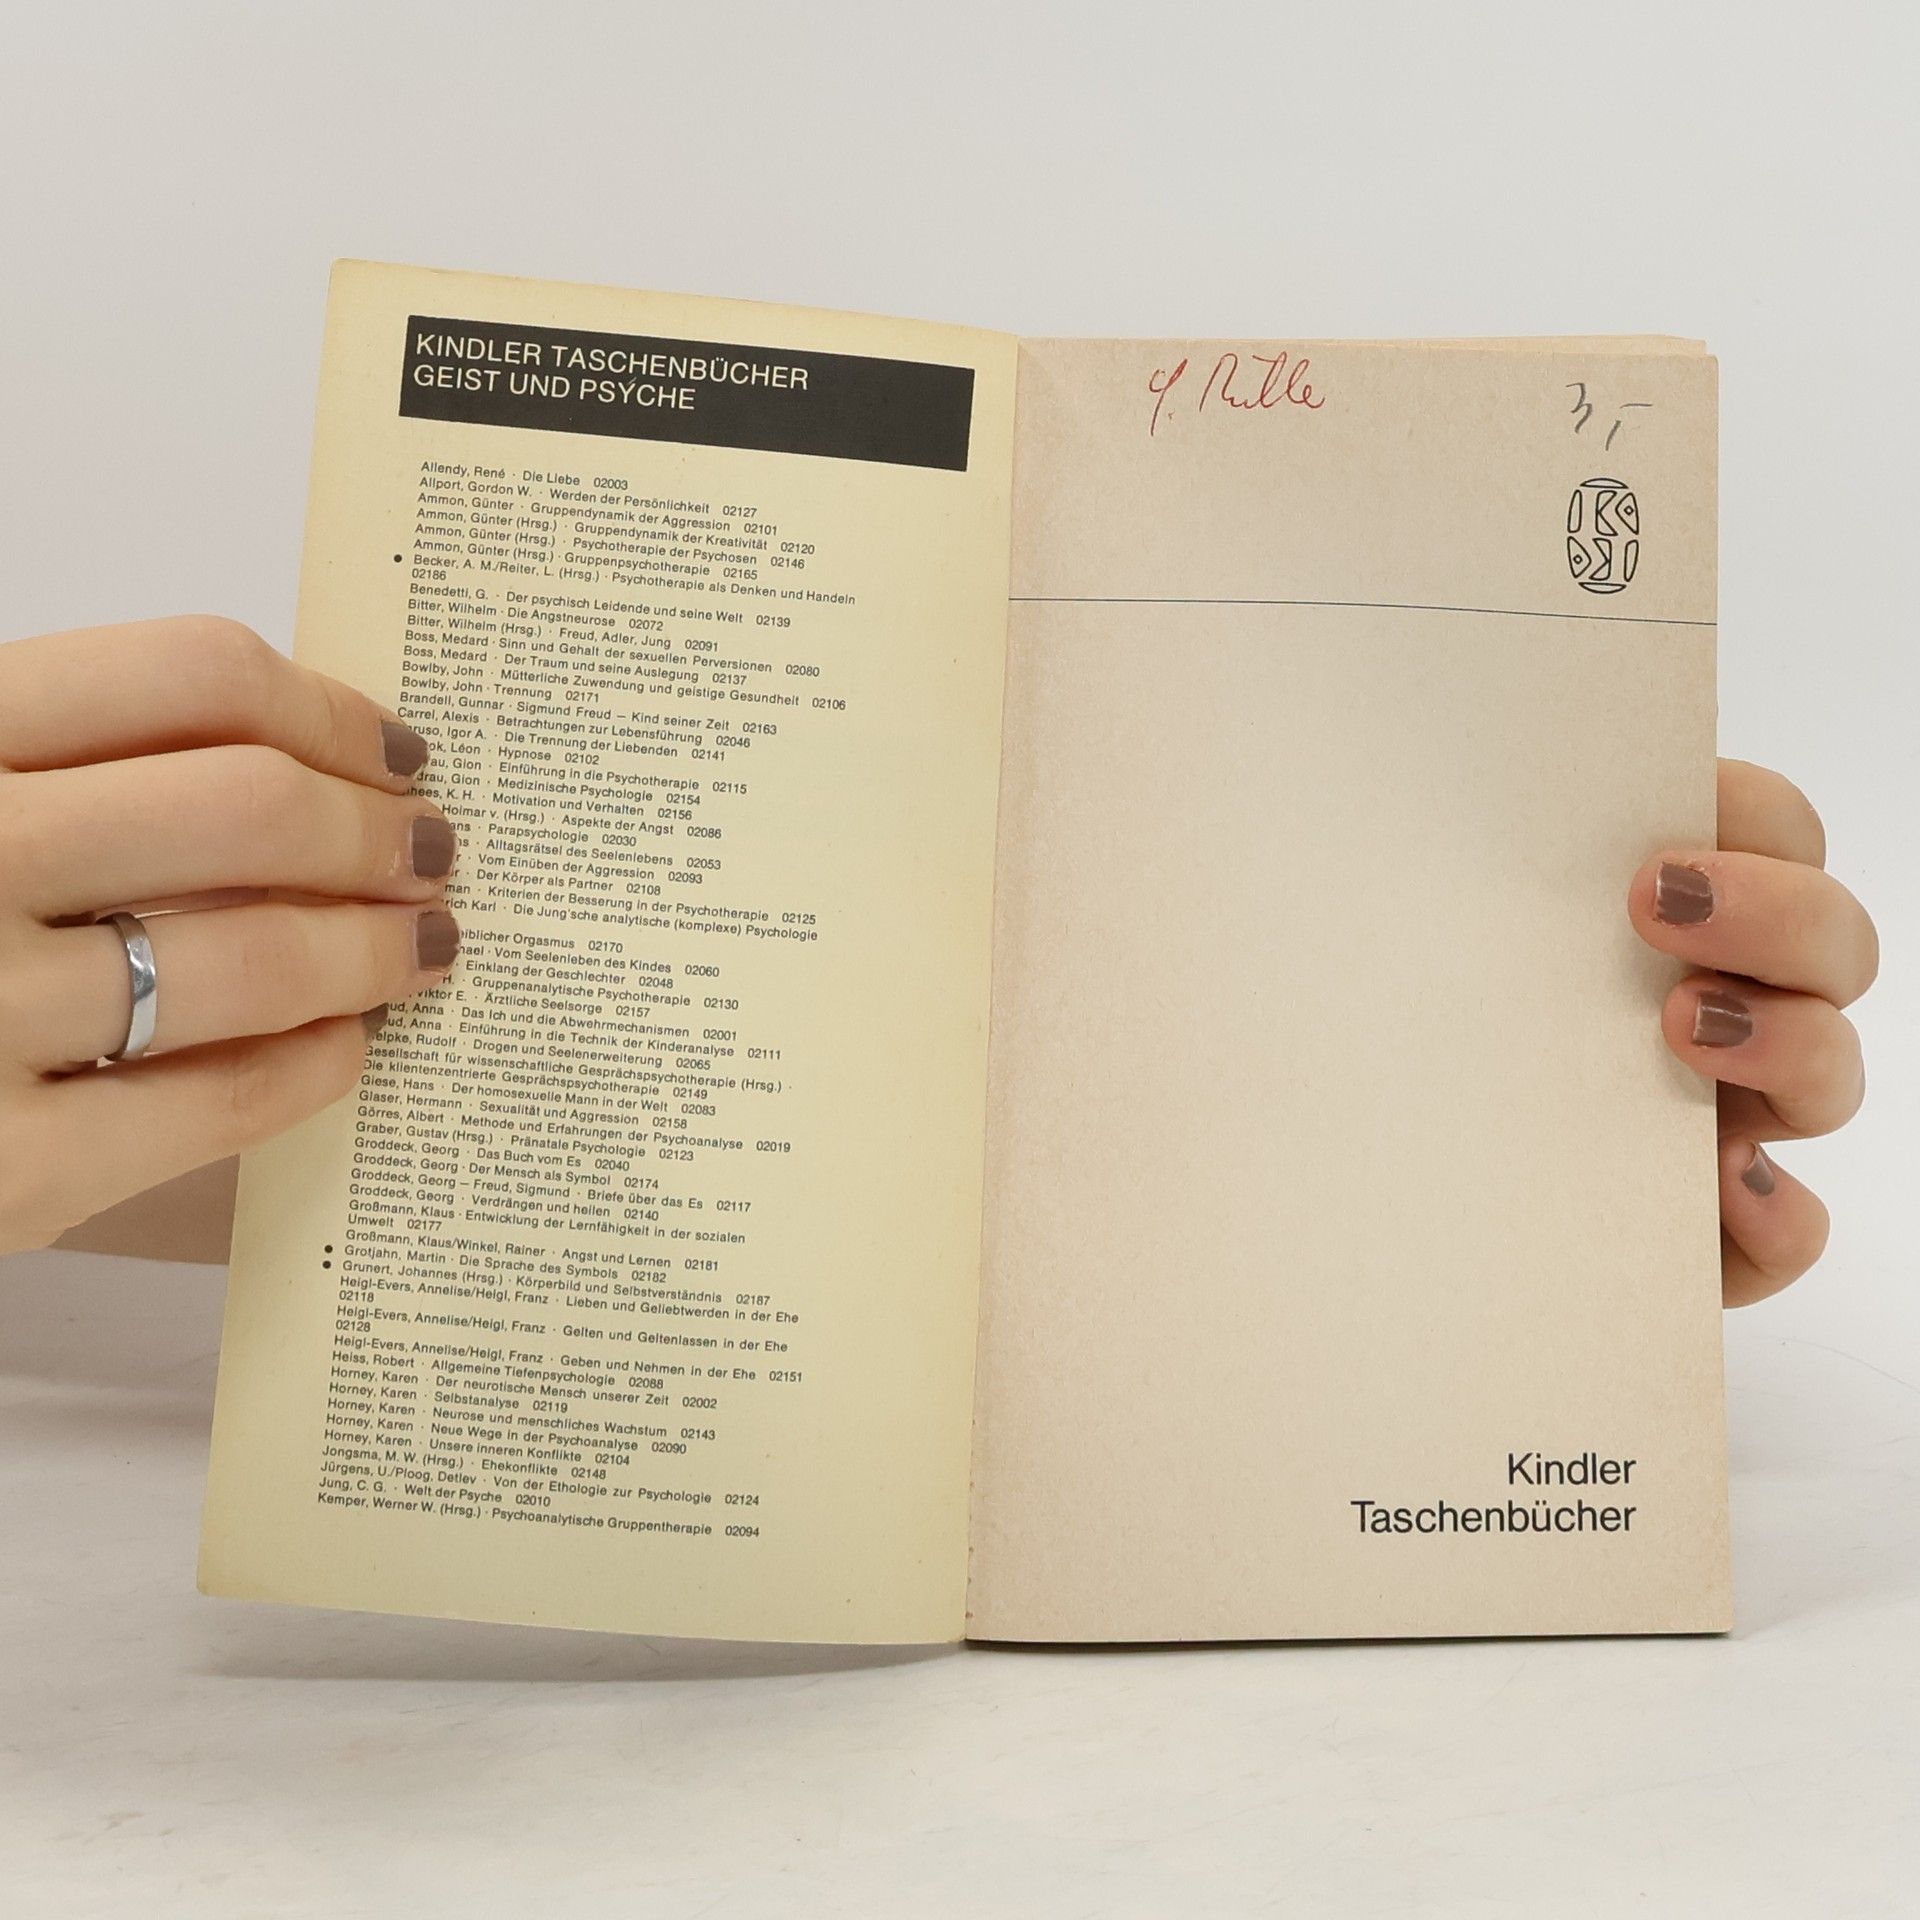 KINDLER TASCHENBÜCHER
GEIST UND PSYCHE
Allendy, René · Die Liebe 02003
Allport, Gordon W. · Werden der Persönlichkeit 02127
Ammon, Günter · Gruppendynamik der Aggression 02101
Ammon, Günter (Hrsg.) · Gruppendynamik der Kreativität 02120
Ammon, Günter (Hrsg.) · Psychotherapie der Psychosen 02146
Ammon, Günter (Hrsg.) · Gruppenpsychotherapie 02165
● Becker, A. M./Reiter, L. (Hrsg.) · Psychotherapie als Denken und Handeln
02186
Benedetti, G. · Der psychisch Leidende und seine Welt 02139
Bitter, Wilhelm · Die Angstneurose 02072
Bitter, Wilhelm (Hrsg.) · Freud, Adler, Jung 02091
Boss, Medard · Sinn und Gehalt der sexuellen Perversionen 02080
Boss, Medard · Der Traum und seine Auslegung 02137
Bowlby, John · Mütterliche Zuwendung und geistige Gesundheit 02106
Bowlby, John · Trennung 02171
Brandell, Gunnar · Sigmund Freud – Kind seiner Zeit 02163
Carrel, Alexis · Betrachtungen zur Lebensführung 02046
ruso, Igor A. · Die Trennung der Liebenden 02141
ok, Léon · Hypnose 02102
au, Gion · Einführung in die Psychotherapie 02115
drau, Gion · Medizinische Psychologie 02154
hees, K. H. · Motivation und Verhalten 02156
Hoimar v. (Hrsg.) · Aspekte der Angst 02086
ans · Parapsychologie 02030
ns · Alltagsrätsel des Seelenlebens 02053
r · Vom Einüben der Aggression 02093
r · Der Körper als Partner 02108
man · Kriterien der Besserung in der Psychotherapie 02125
rich Karl · Die Jung'sche analytische (komplexe) Psychologie
eiblicher Orgasmus 02170
hael · Vom Seelenleben des Kindes 02060
· Einklang der Geschlechter 02048
H. · Gruppenanalytische Psychotherapie 02130
Viktor E. · Ärztliche Seelsorge 02157
ud, Anna · Das Ich und die Abwehrmechanismen 02001
ud, Anna · Einführung in die Technik der Kinderanalyse 02111
elpke, Rudolf · Drogen und Seelenerweiterung 02065
Gesellschaft für wissenschaftliche Gesprächspsychotherapie (Hrsg.) ·
Die klientenzentrierte Gesprächspsychotherapie 02149
Giese, Hans · Der homosexuelle Mann in der Welt 02083
Glaser, Hermann · Sexualität und Aggression 02158
Görres, Albert · Methode und Erfahrungen der Psychoanalyse 02019
Graber, Gustav (Hrsg.) · Pränatale Psychologie 02123
Groddeck, Georg · Das Buch vom Es 02040
Groddeck, Georg · Der Mensch als Symbol 02174
Groddeck, Georg – Freud, Sigmund · Briefe über das Es 02117
Groddeck, Georg · Verdrängen und heilen 02140
Großmann, Klaus · Entwicklung der Lernfähigkeit in der sozialen
Umwelt 02177
Großmann, Klaus/Winkel, Rainer · Angst und Lernen 02181
● Grotjahn, Martin · Die Sprache des Symbols 02182
● Grunert, Johannes (Hrsg.) · Körperbild und Selbstverständnis 02187
Heigl-Evers, Annelise/Heigl, Franz · Lieben und Geliebtwerden in der Ehe
02118
Heigl-Evers, Annelise/Heigl, Franz · Gelten und Geltenlassen in der Ehe
02128
Heigl-Evers, Annelise/Heigl, Franz · Geben und Nehmen in der Ehe 02151
Heiss, Robert · Allgemeine Tiefenpsychologie 02088
Horney, Karen · Der neurotische Mensch unserer Zeit 02002
Horney, Karen · Selbstanalyse 02119
Horney, Karen · Neurose und menschliches Wachstum 02143
Horney, Karen · Neue Wege in der Psychoanalyse 02090
Horney, Karen · Unsere inneren Konflikte 02104
Jongsma, M. W. (Hrsg.) · Ehekonflikte 02148
Jürgens, U./Ploog, Detlev · Von der Ethologie zur Psychologie 02124
Jung, C. G. · Welt der Psyche 02010
Kemper, Werner W. (Hrsg.) · Psychoanalytische Gruppentherapie 02094
3,–
Kindler
Taschenbücher